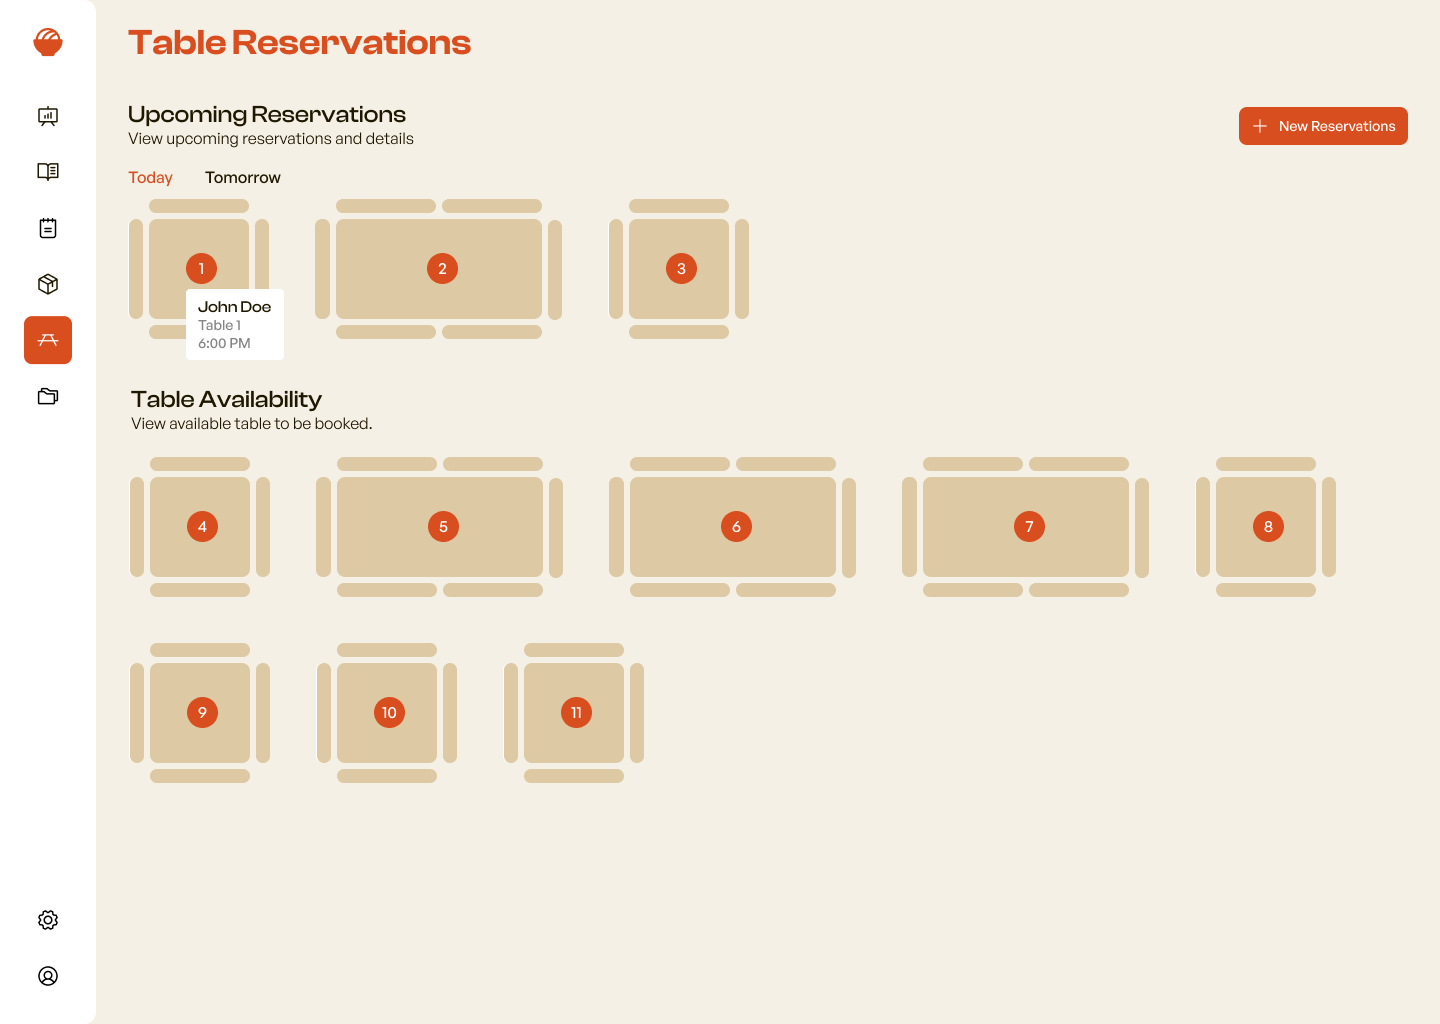 Table Reservations
Upcoming Reservations
View upcoming reservations and details
New Reservations
Today
Tomorrow
1
2
3
John Doe
Table 1
6:00 PM
Table Availability
View available table to be booked.
4
5
6
7
8
9
10
11